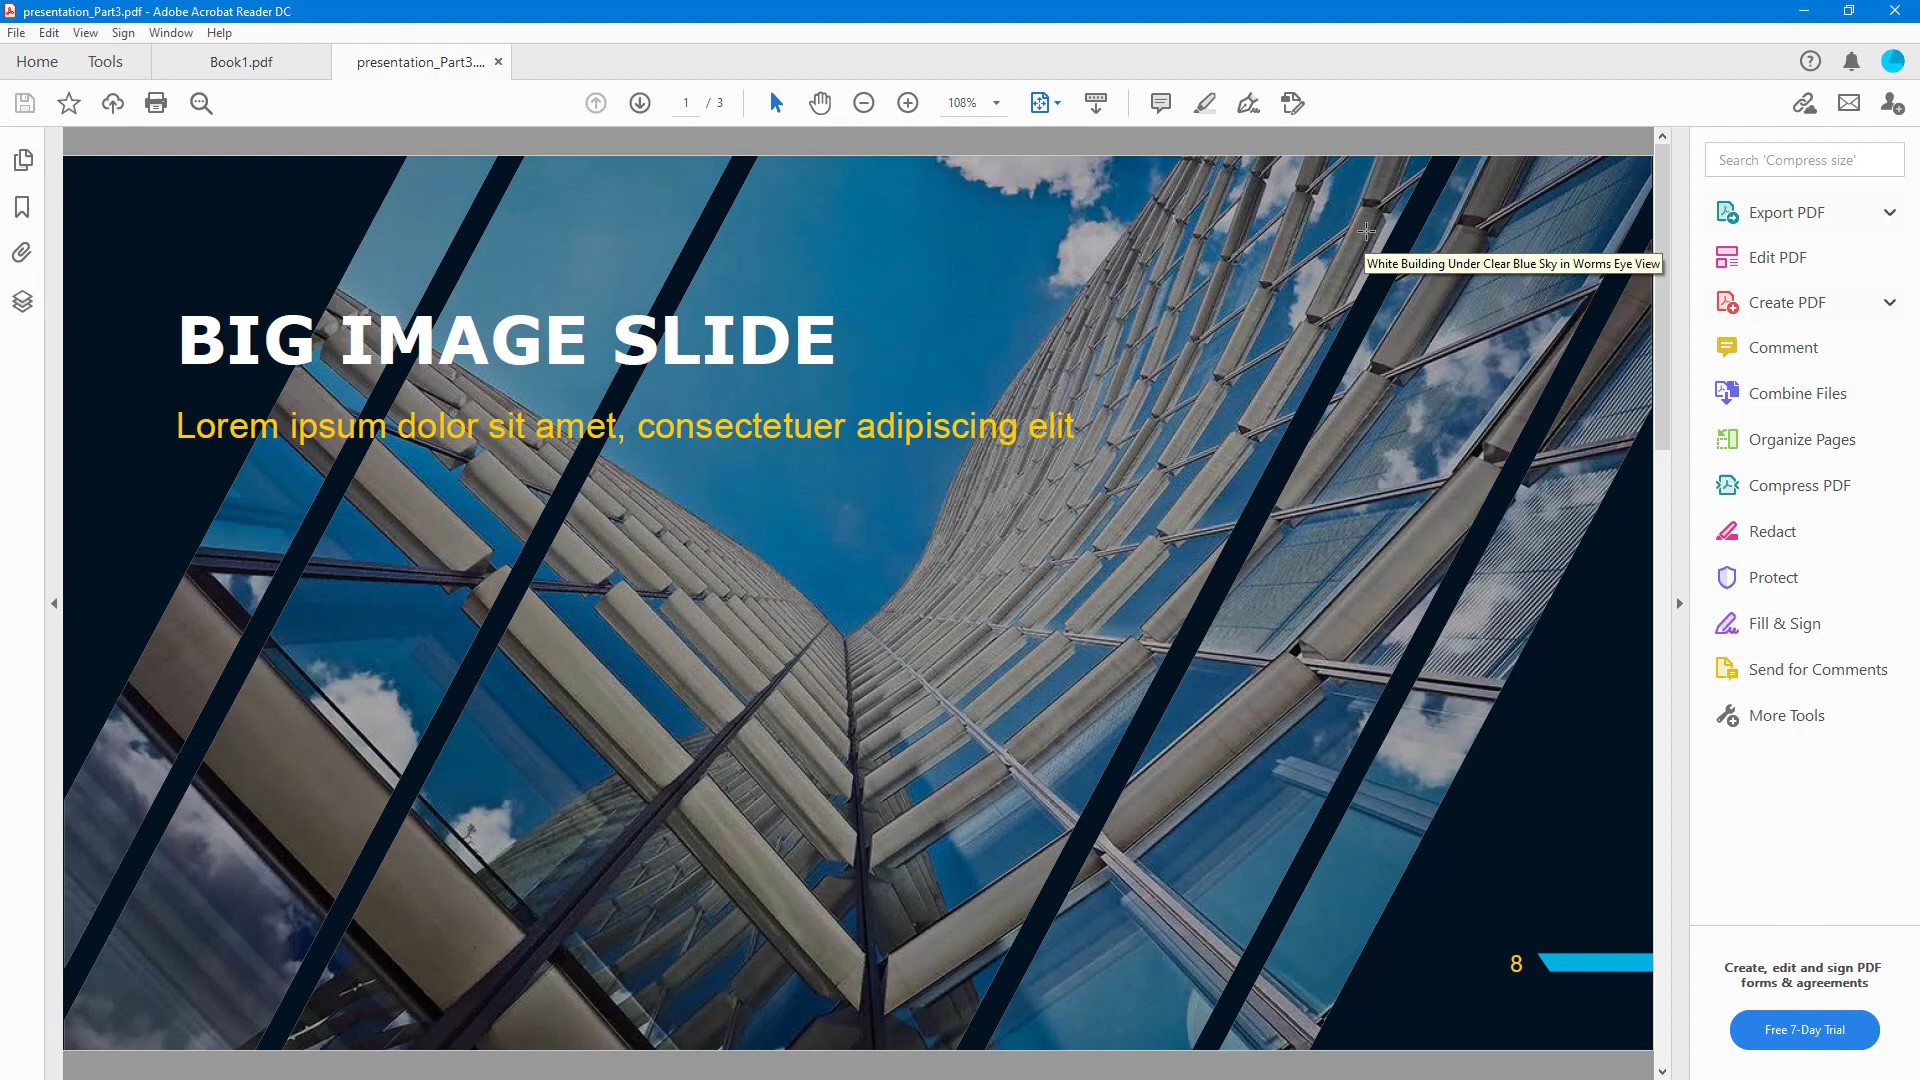 presentation_Part3.pdf - Adobe Acrobat Reader DC
File Edit View Sign Window Help
Home Tools Book1.pdf presentation_Part3....
1 / 3 108%
Search 'Compress size'
Export PDF
White Building Under Clear Blue Sky in Worms Eye View
Edit PDF
Create PDF
BIG IMAGE SLIDE
Comment
Combine Files
Lorem ipsum dolor sit amet, consectetuer adipiscing elit
Organize Pages
Compress PDF
Redact
Protect
Fill & Sign
Send for Comments
More Tools
8
Create, edit and sign PDF
forms & agreements
Free 7-Day Trial